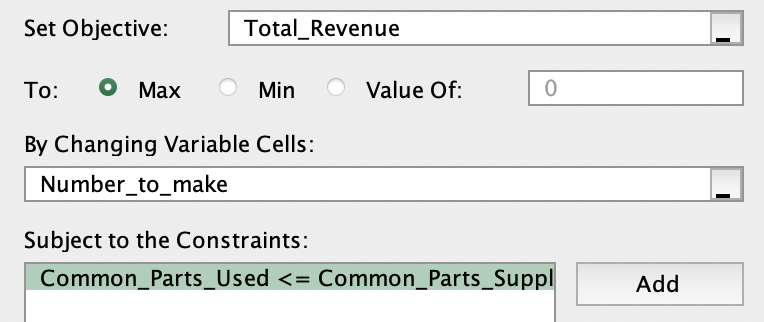 Set Objective: Total_Revenue
To: Max Min Value Of: 0
By Changing Variable Cells:
Number_to_make
Subject to the Constraints:
Common_Parts_Used <= Common_Parts_Suppl
Add